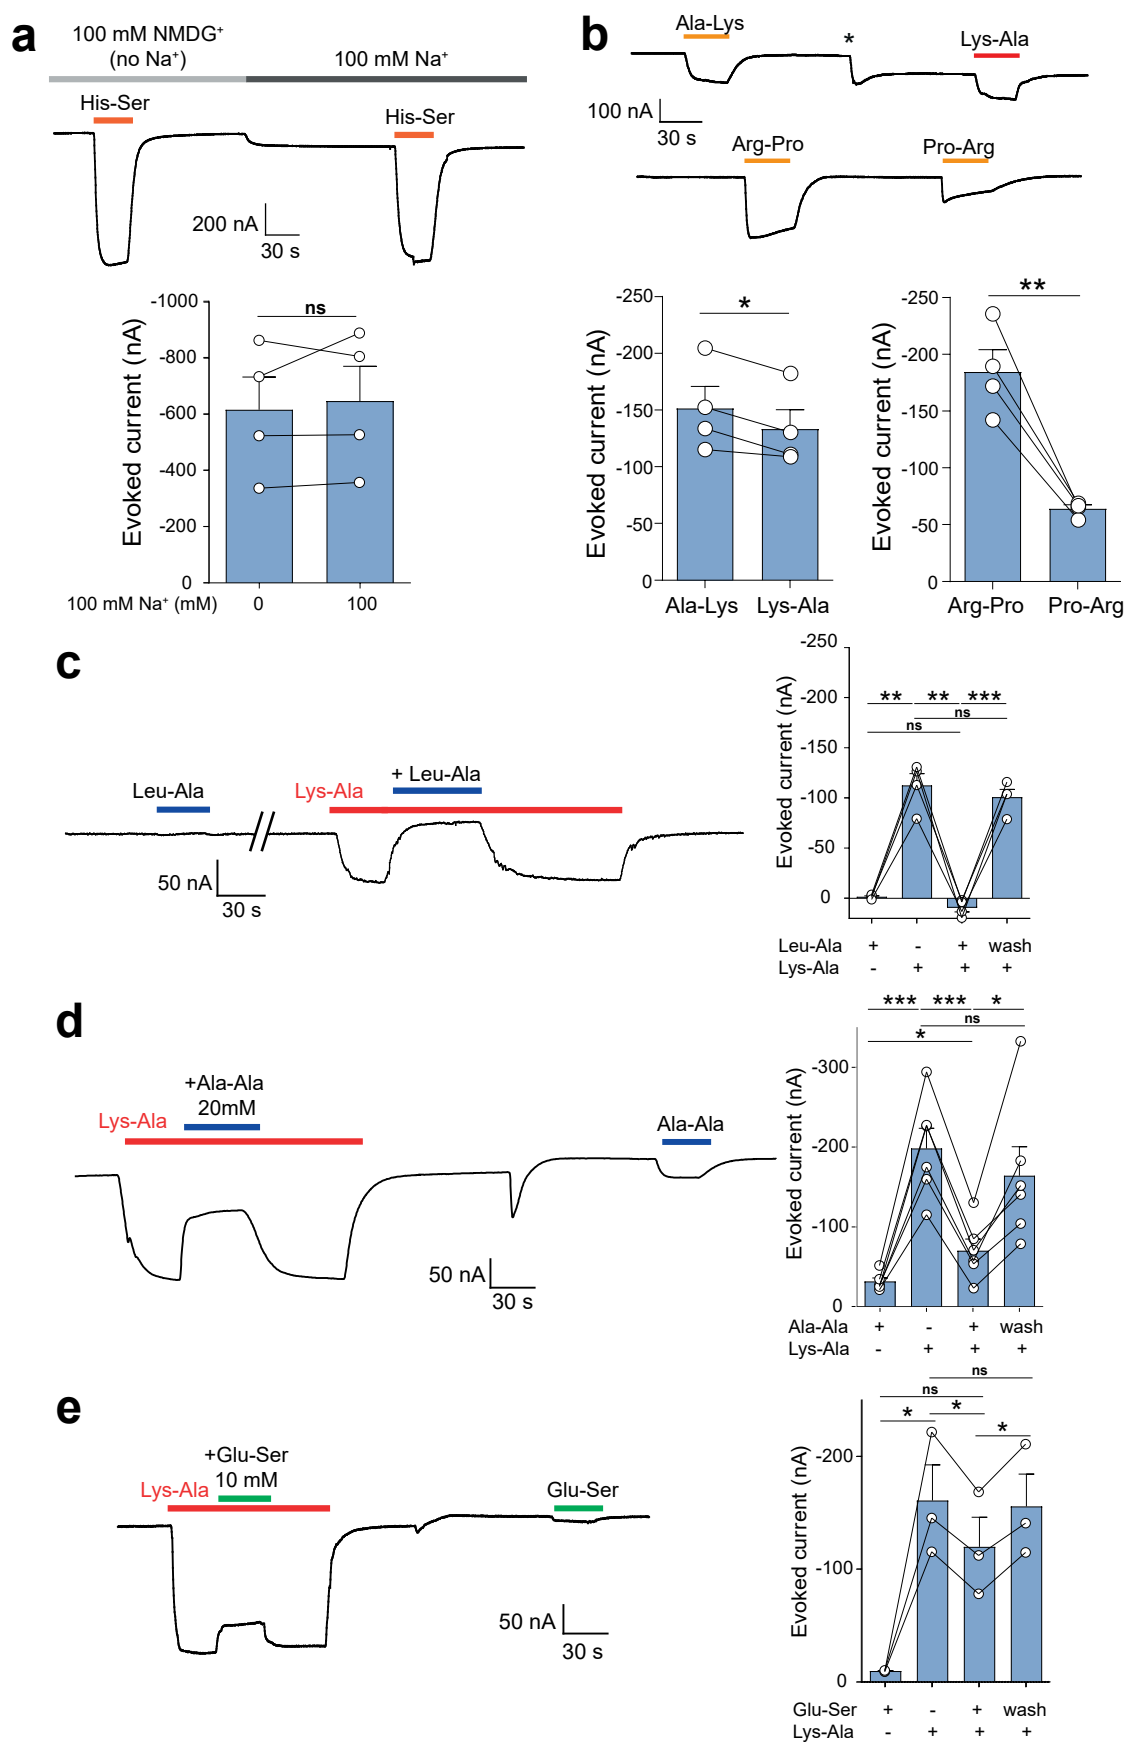 a
100 mM NMDG⁺
(no Na⁺)
100 mM Na⁺
His-Ser
His-Ser
200 nA
30 s
ns
Evoked current (nA)
-1000
-800
-600
-400
-200
0
100 mM Na⁺ (mM)
0
100
b
Ala-Lys
*
Lys-Ala
100 nA
30 s
Arg-Pro
Pro-Arg
*
Evoked current (nA)
-250
-200
-150
-100
-50
0
Ala-Lys
Lys-Ala
**
Evoked current (nA)
-250
-200
-150
-100
-50
0
Arg-Pro
Pro-Arg
c
Leu-Ala
Lys-Ala
+ Leu-Ala
50 nA
30 s
Evoked current (nA)
-250
-200
-150
-100
-50
0
** ** ***
ns
ns
Leu-Ala + - + wash
Lys-Ala - + + +
d
Lys-Ala
+Ala-Ala
20mM
Ala-Ala
50 nA
30 s
Evoked current (nA)
-300
-200
-100
0
*** *** *
ns
*
Ala-Ala + - + wash
Lys-Ala - + + +
e
Lys-Ala
+Glu-Ser
10 mM
Glu-Ser
50 nA
30 s
Evoked current (nA)
-200
-100
0
ns
ns
* * *
Glu-Ser + - + wash
Lys-Ala - + + +